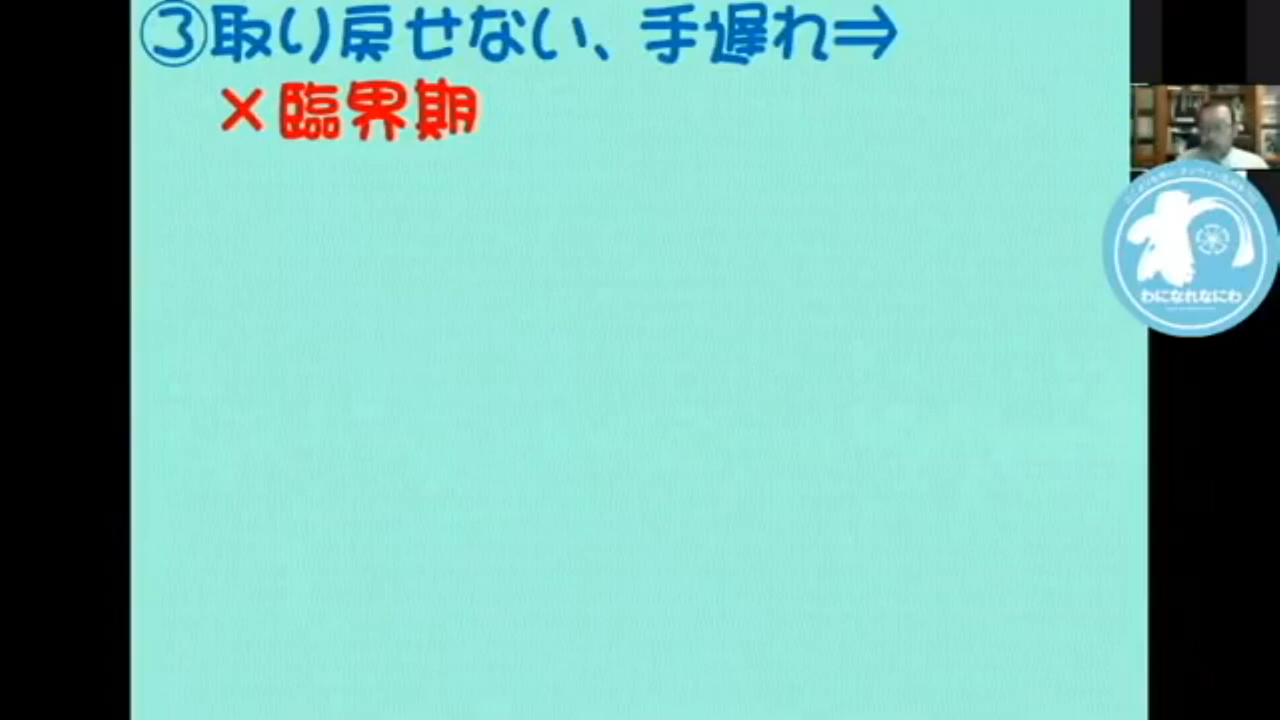 ③取り戻せない、手遅れ⇒
×臨界期
わになれなにわ